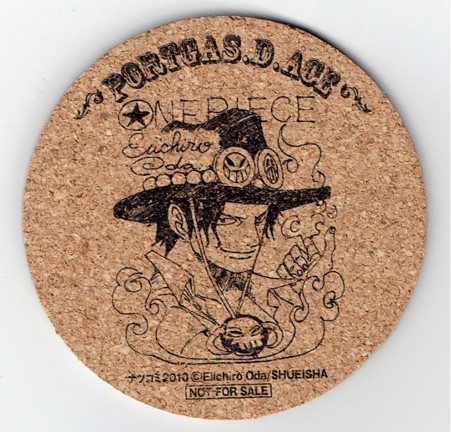 PORTGAS.D.ACE
ONE PIECE
Eiichiro
Oda
ナツコミ2010 ©Eiichiro Oda/SHUEISHA
NOT FOR SALE